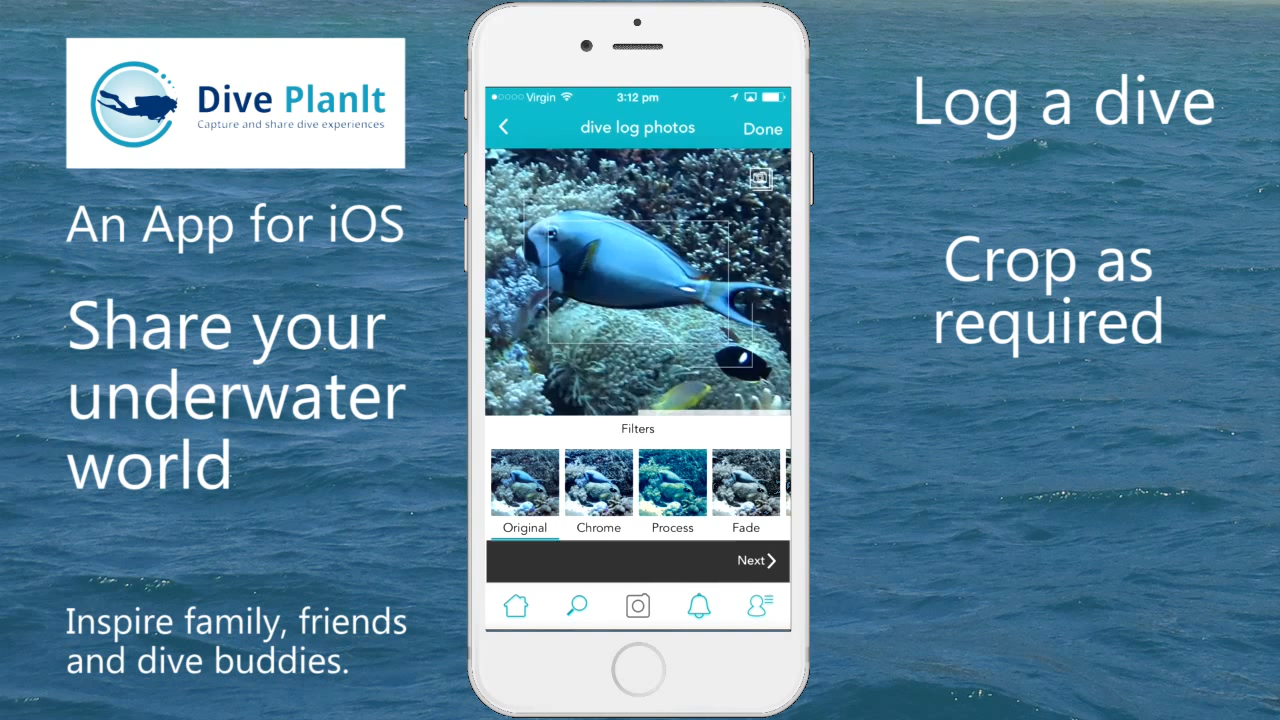 Dive PlanIt
Capture and share dive experiences
An App for iOS
Share your
underwater
world
Inspire family, friends
and dive buddies.
Virgin
3:12 pm
dive log photos
Done
Filters
Original
Chrome
Process
Fade
Next
Log a dive
Crop as
required